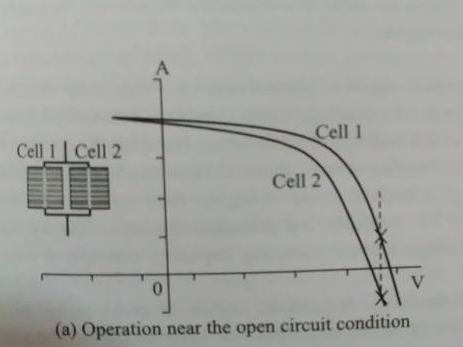 A
Cell 1
Cell 1 Cell 2
Cell 2
0
V
(a) Operation near the open circuit condition